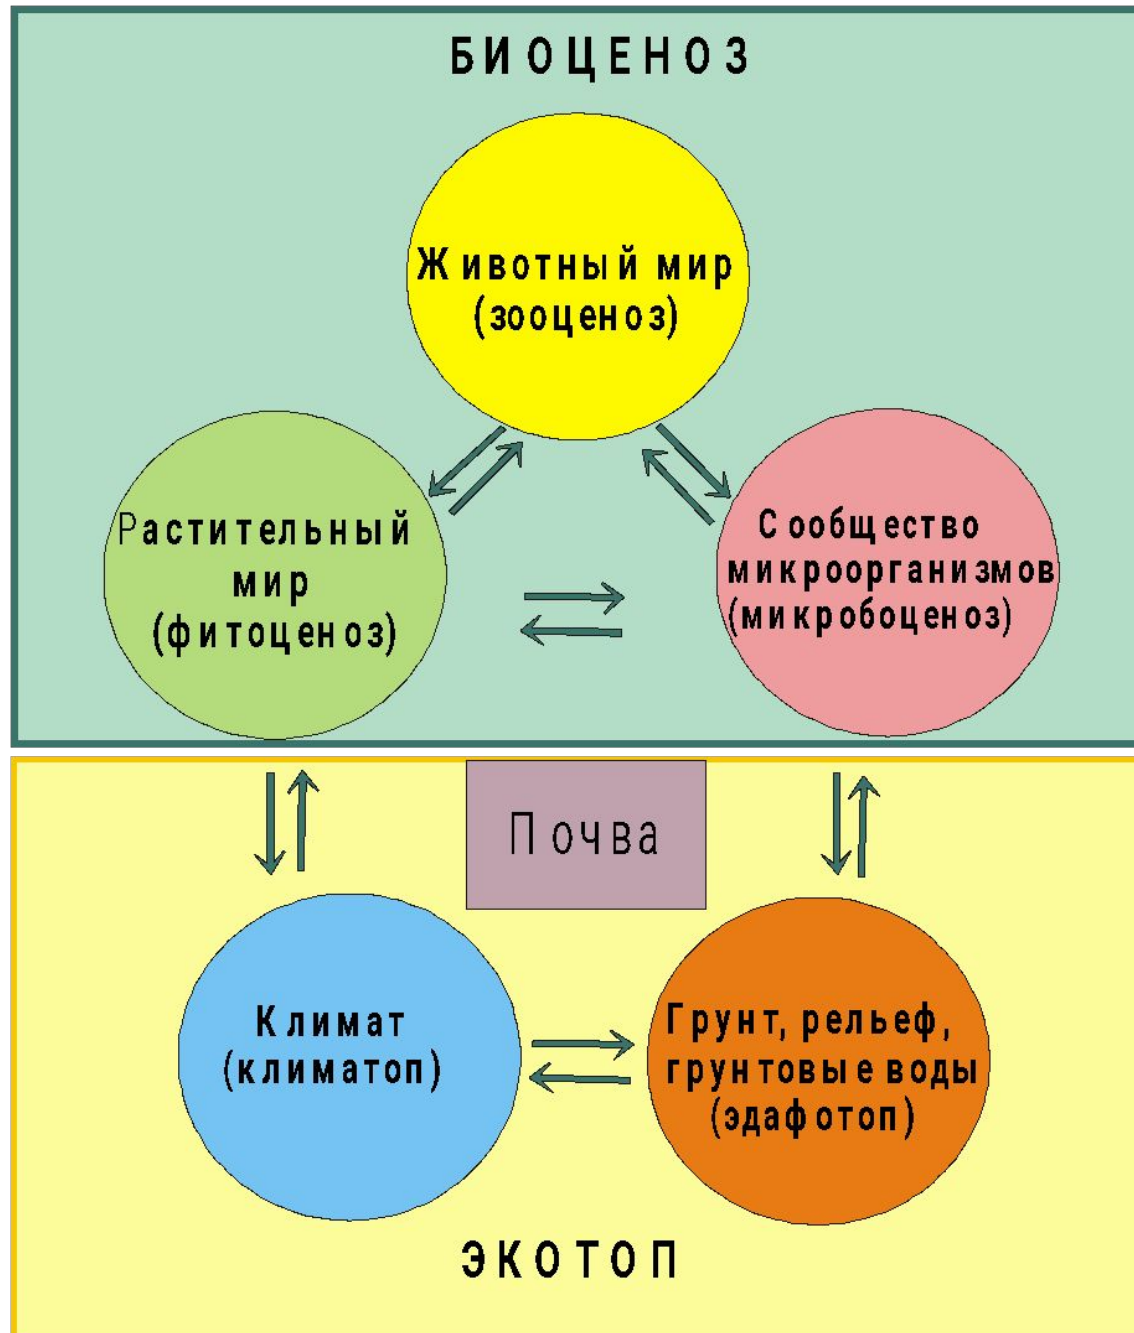 БИОЦЕНОЗ
Животный мир
(зооценоз)
Растительный
мир
(фитоценоз)
Сообщество
микроорганизмов
(микробоценоз)
Почва
Климат
(климатоп)
Грунт, рельеф,
грунтовые воды
(эдафотоп)
ЭКОТОП